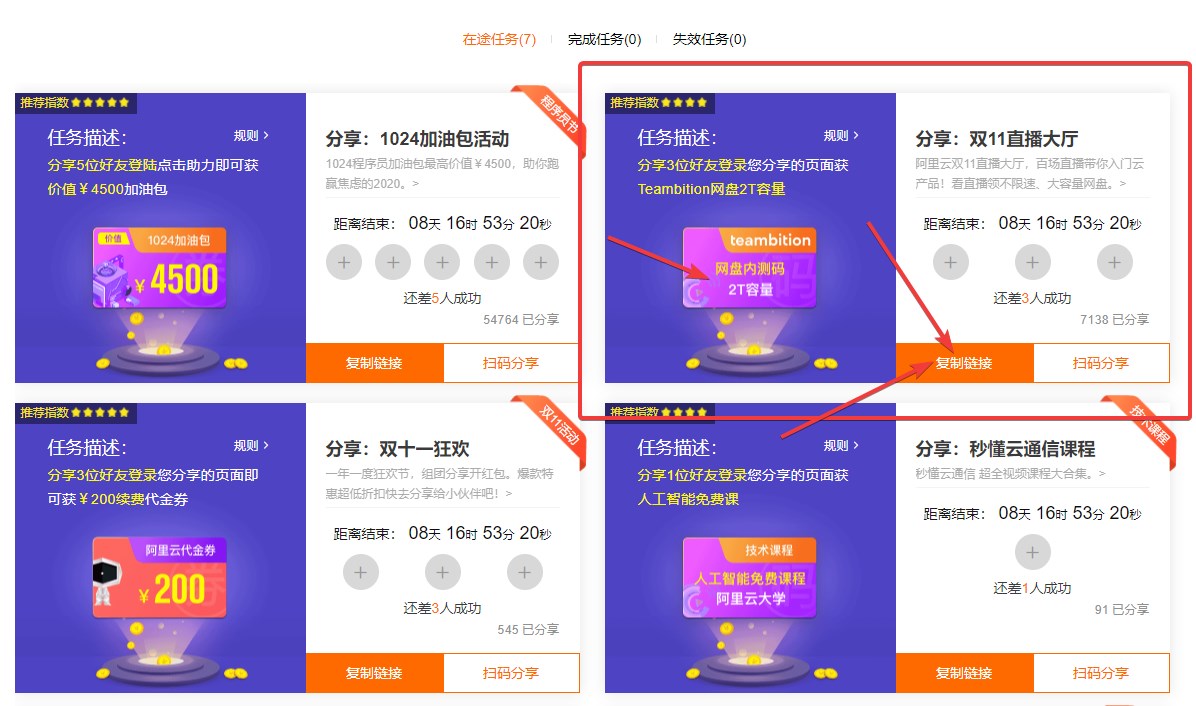 在途任务(7)
完成任务(0)
失效任务(0)
推荐指数★★★★★
任务描述：
规则 >
分享5位好友登陆点击助力即可获
价值￥4500加油包
价值
1024加油包
￥4500
程序员节
分享：1024加油包活动
1024程序员加油包最高价值￥4500，助你跑
赢焦虑的2020。>
距离结束： 08天 16时 53分 20秒
还差5人成功
54764 已分享
复制链接
扫码分享
推荐指数★★★★
任务描述：
规则 >
分享3位好友登录您分享的页面获
Teambition网盘2T容量
teambition
网盘内测码
2T容量
码
分享：双11直播大厅
阿里云双11直播大厅，百场直播带你入门云
产品！看直播领不限速、大容量网盘。>
距离结束： 08天 16时 53分 20秒
还差3人成功
7138 已分享
复制链接
扫码分享
推荐指数★★★★★
任务描述：
规则 >
分享3位好友登录您分享的页面即
可获￥200续费代金券
阿里云代金券
￥200
券
双11活动
分享：双十一狂欢
一年一度狂欢节，组团分享开红包。爆款特
惠超低折扣快去分享给小伙伴吧！>
距离结束： 08天 16时 53分 20秒
还差3人成功
545 已分享
复制链接
扫码分享
推荐指数★★★★
任务描述：
规则 >
分享1位好友登录您分享的页面获
人工智能免费课
技术课程
人工智能免费课程
阿里云大学
码
技术课程
分享：秒懂云通信课程
秒懂云通信 超全视频课程大合集。>
距离结束： 08天 16时 53分 20秒
还差1人成功
91 已分享
复制链接
扫码分享